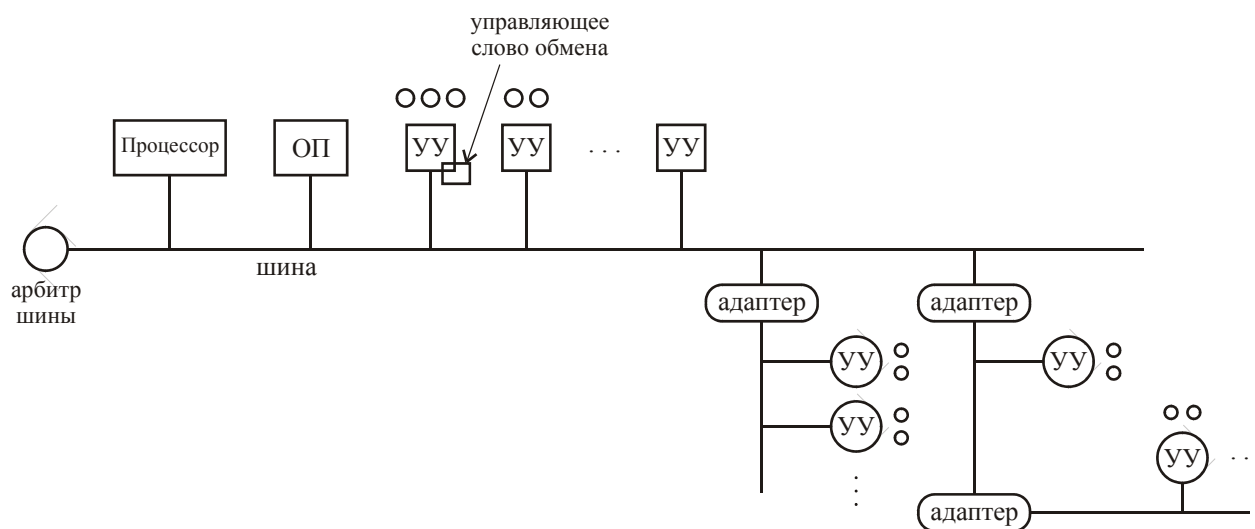 управляющее
слово обмена
Процессор
ОП
УУ
УУ
. . .
УУ
шина
арбитр
шины
адаптер
адаптер
УУ
УУ
УУ
УУ
. .
адаптер